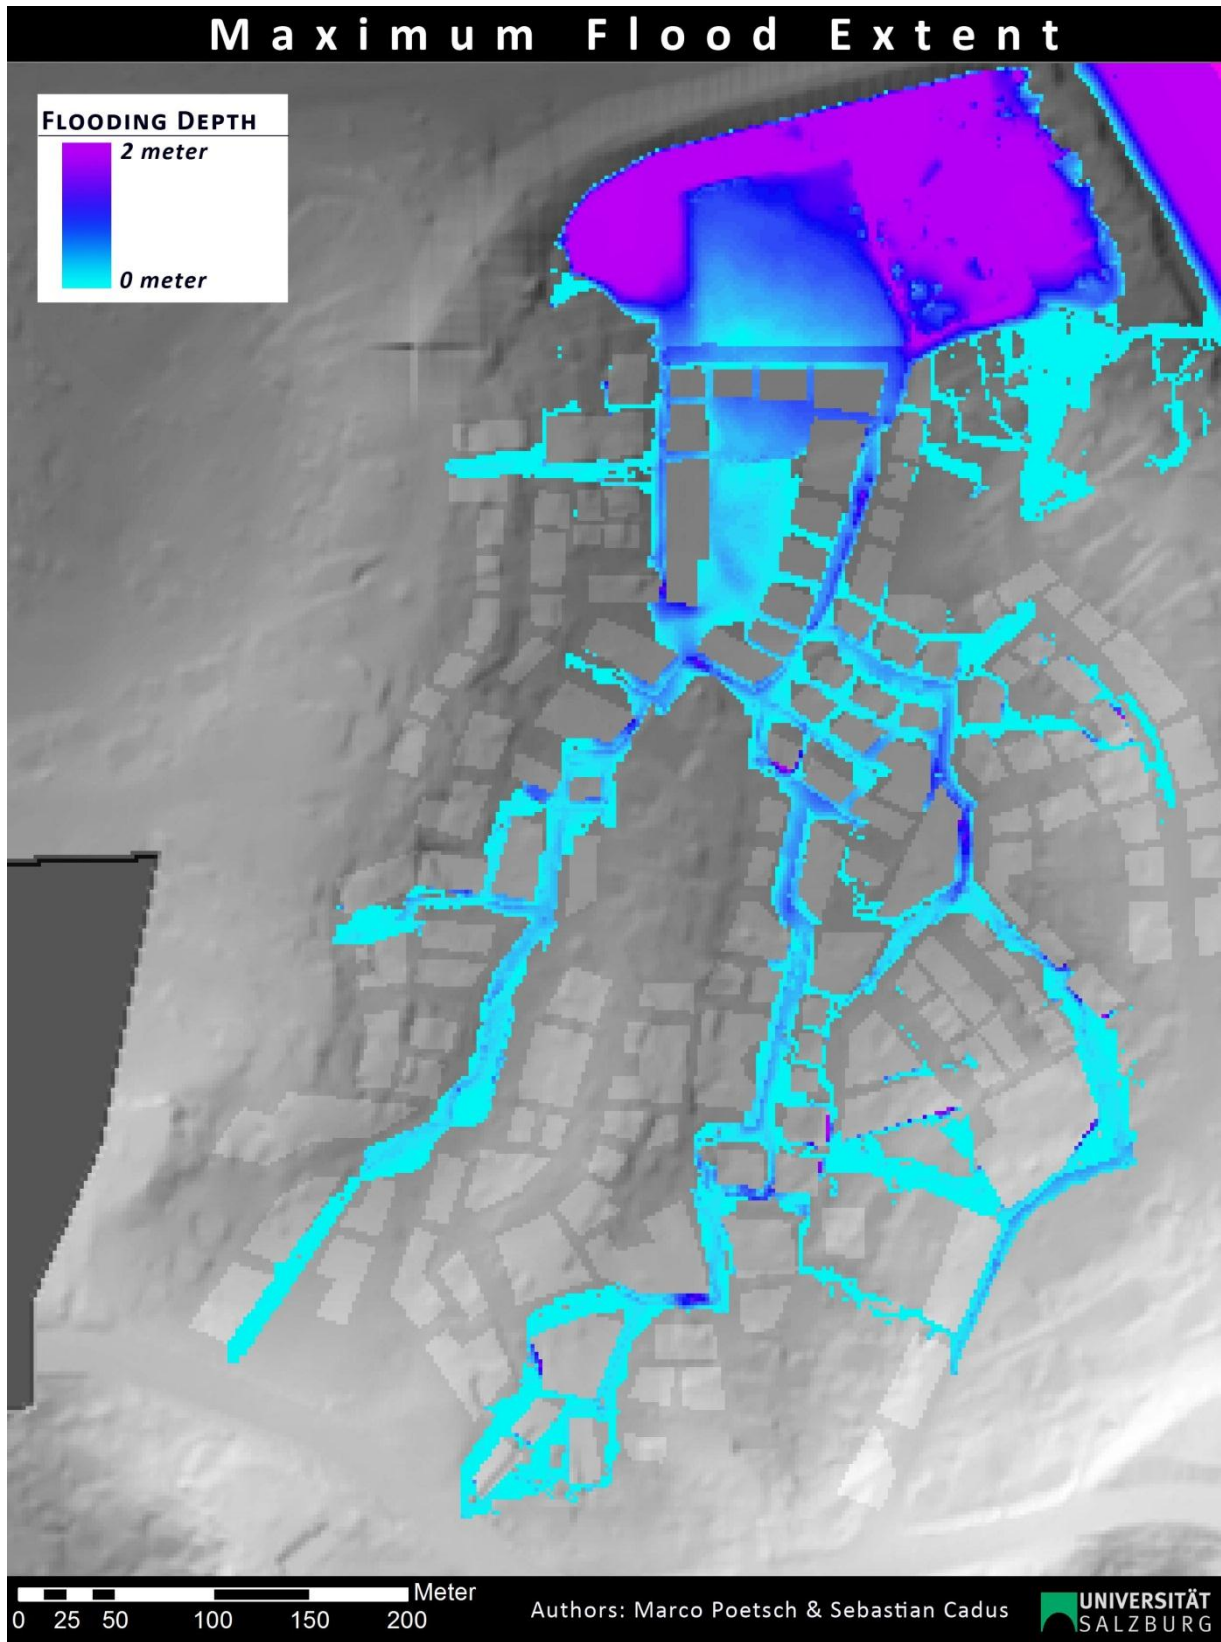 Maximum Flood Extent
FLOODING DEPTH
2 meter
0 meter
Meter
0 25 50 100 150 200
Authors: Marco Poetsch & Sebastian Cadus
UNIVERSITÄT
SALZBURG